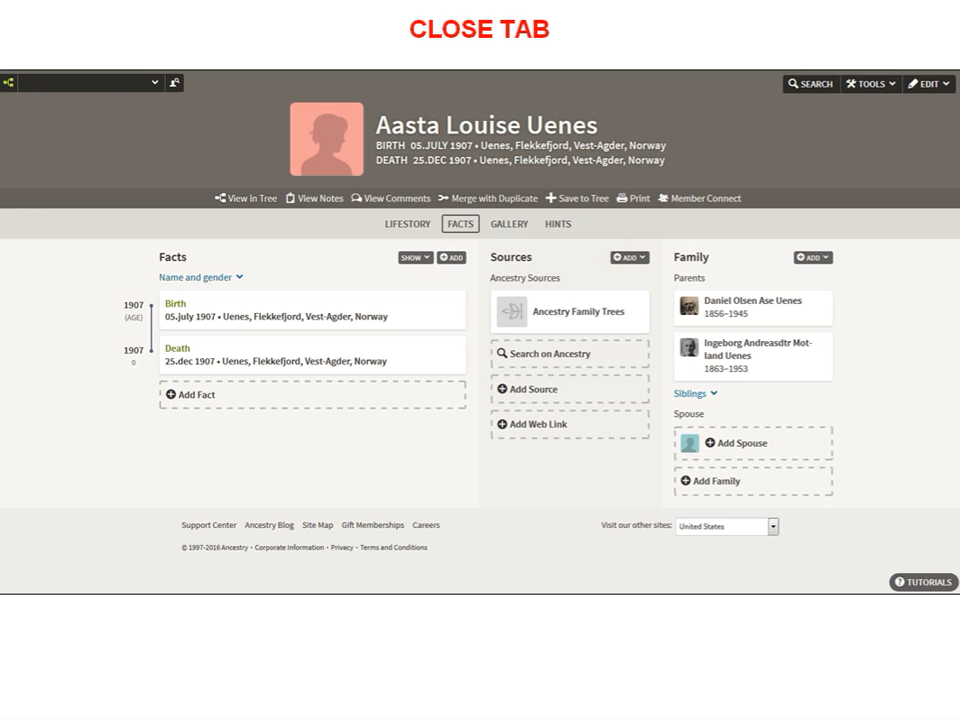 CLOSE TAB
SEARCH TOOLS EDIT
Aasta Louise Uenes
BIRTH 05.JULY 1907 • Uenes, Flekkefjord, Vest-Agder, Norway
DEATH 25.DEC 1907 • Uenes, Flekkefjord, Vest-Agder, Norway
View in Tree View Notes View Comments Merge with Duplicate Save to Tree Print Member Connect
LIFESTORY FACTS GALLERY HINTS
Facts SHOW ADD
Name and gender
1907
(AGE)
Birth
05.july 1907 • Uenes, Flekkefjord, Vest-Agder, Norway
1907
0
Death
25.dec 1907 • Uenes, Flekkefjord, Vest-Agder, Norway
Add Fact
Sources ADD
Ancestry Sources
Ancestry Family Trees
Search on Ancestry
Add Source
Add Web Link
Family ADD
Parents
Daniel Olsen Ase Uenes
1856–1945
Ingeborg Andreasdtr Mot-
land Uenes
1863–1953
Siblings
Spouse
Add Spouse
Add Family
Support Center Ancestry Blog Site Map Gift Memberships Careers
Visit our other sites: United States
© 1997-2016 Ancestry • Corporate Information • Privacy • Terms and Conditions
TUTORIALS